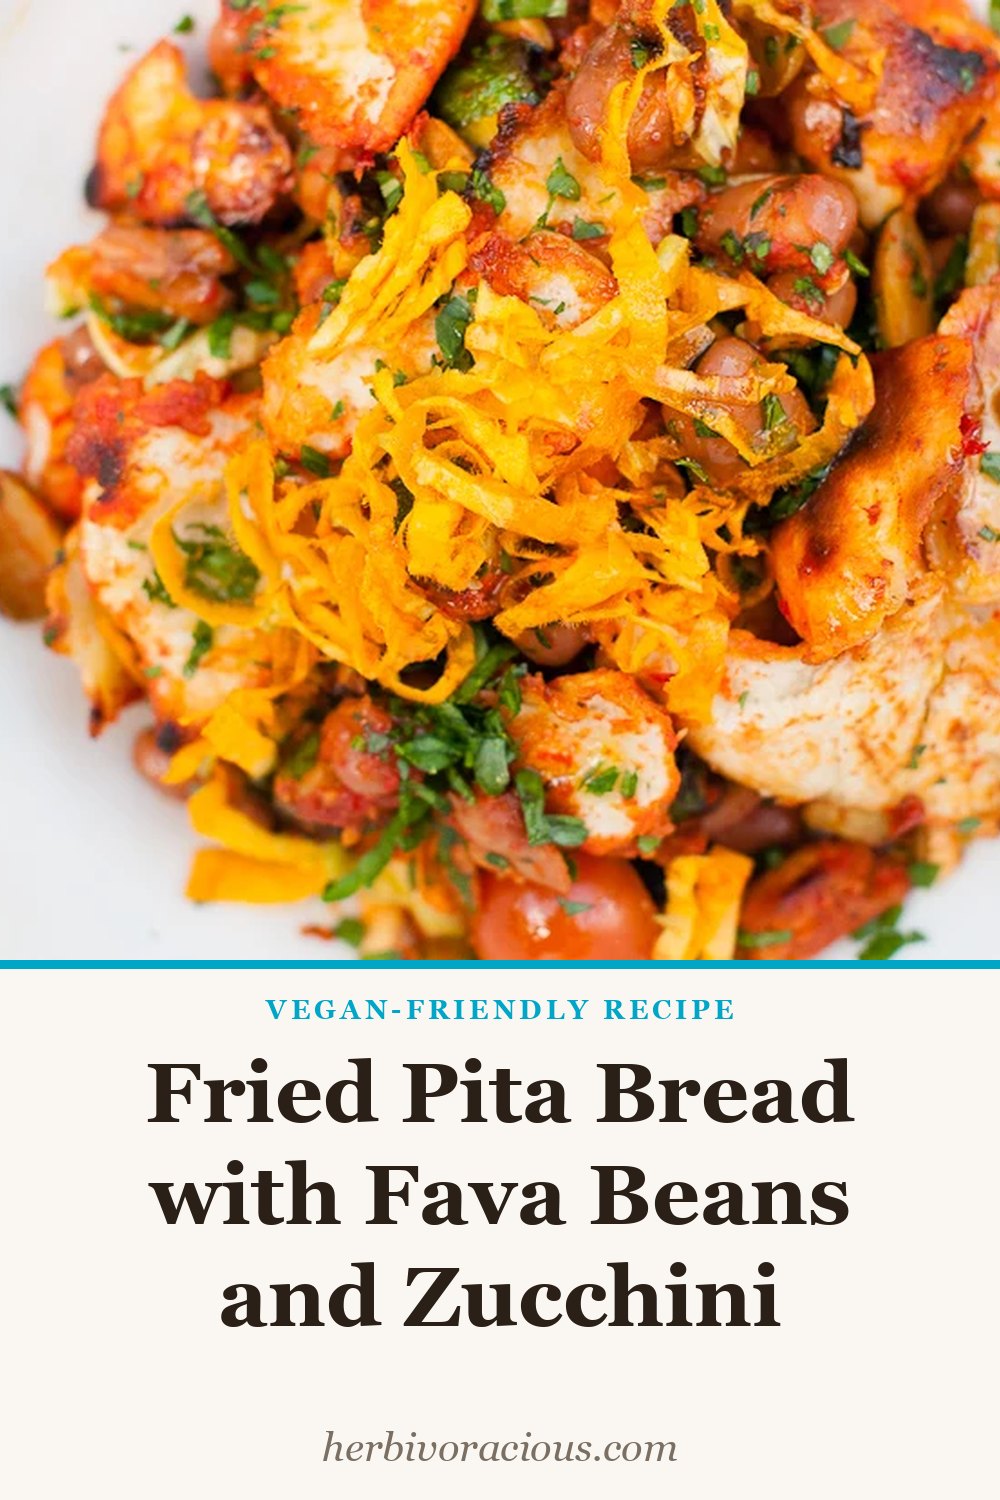 VEGAN-FRIENDLY RECIPE
Fried Pita Bread
with Fava Beans
and Zucchini
herbivoracious.com